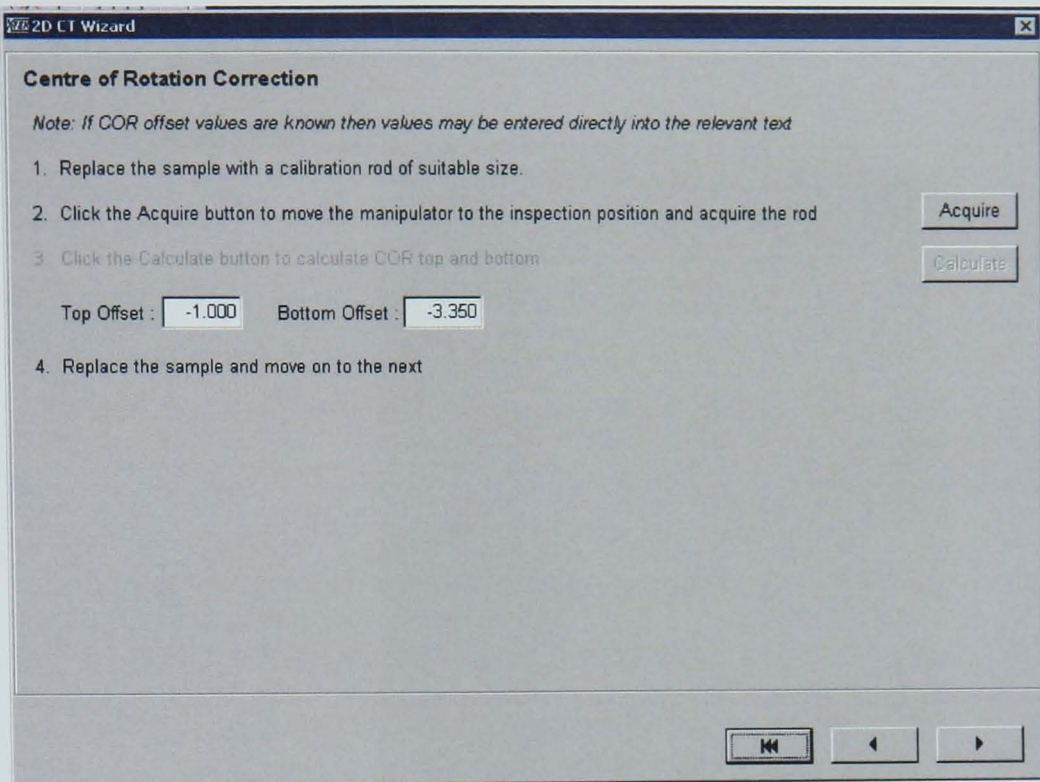 2D CT Wizard
Centre of Rotation Correction
Note: If COR offset values are known then values may be entered directly into the relevant text
1. Replace the sample with a calibration rod of suitable size.
2. Click the Acquire button to move the manipulator to the inspection position and acquire the rod
Acquire
3 Click the Calculate button to calculate COR top and bottom
Calculate
Top Offset : -1.000 Bottom Offset : -3.350
4. Replace the sample and move on to the next